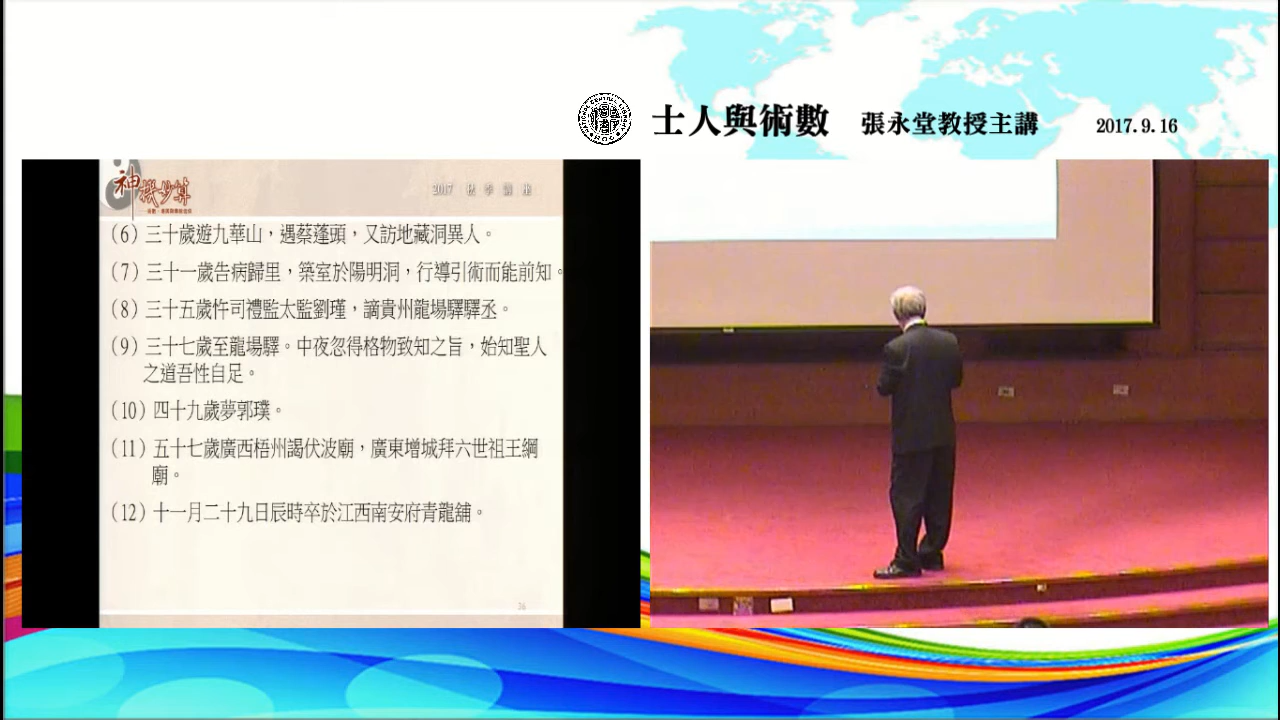 士人與術數 張永堂教授主講 2017.9.16
神機妙算
2017 秋季講座
(6) 三十歲遊九華山，遇蔡蓬頭，又訪地藏洞異人。
(7) 三十一歲告病歸里，築室於陽明洞，行導引術而能前知。
(8) 三十五歲忤司禮監太監劉瑾，謫貴州龍場驛驛丞。
(9) 三十七歲至龍場驛。中夜忽得格物致知之旨，始知聖人
之道吾性自足。
(10) 四十九歲夢郭璞。
(11) 五十七歲廣西梧州謁伏波廟，廣東增城拜六世祖王綱
廟。
(12) 十一月二十九日辰時卒於江西南安府青龍舖。
36